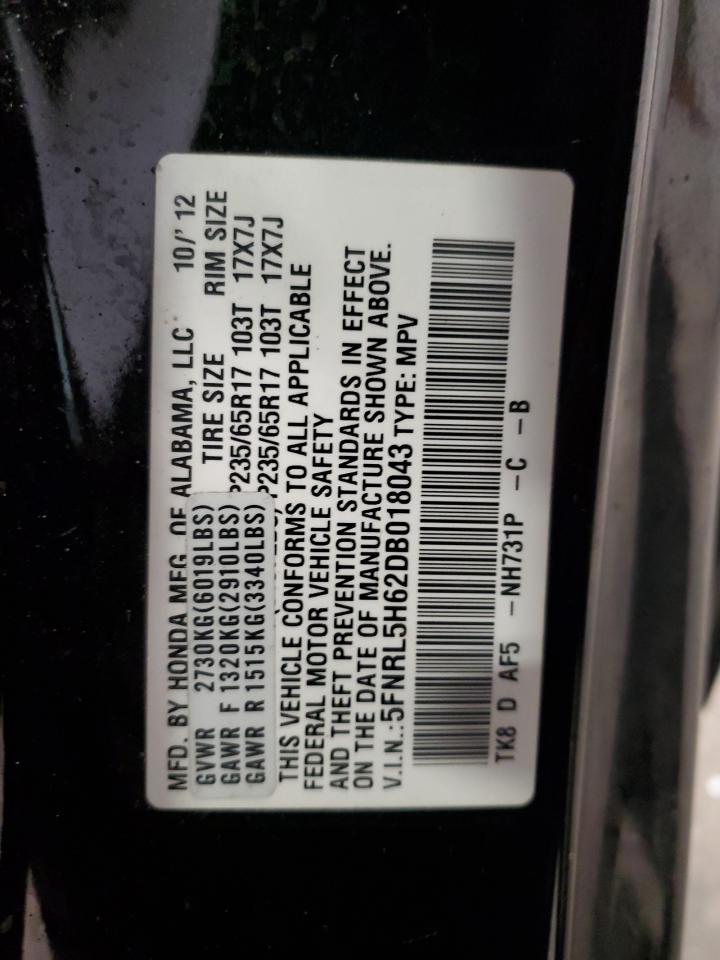 MFD. BY HONDA MFG. OF ALABAMA, LLC 10/'12
GVWR 2730KG(6019LBS) TIRE SIZE RIM SIZE
GAWR F 1320KG(2910LBS) P235/65R17 103T 17X7J
GAWR R 1515KG(3340LBS) P235/65R17 103T 17X7J
THIS VEHICLE CONFORMS TO ALL APPLICABLE
FEDERAL MOTOR VEHICLE SAFETY
AND THEFT PREVENTION STANDARDS IN EFFECT
ON THE DATE OF MANUFACTURE SHOWN ABOVE.
V.I.N.:5FNRL5H62DB018043 TYPE: MPV
TK8 D AF5 -NH731P -C -B